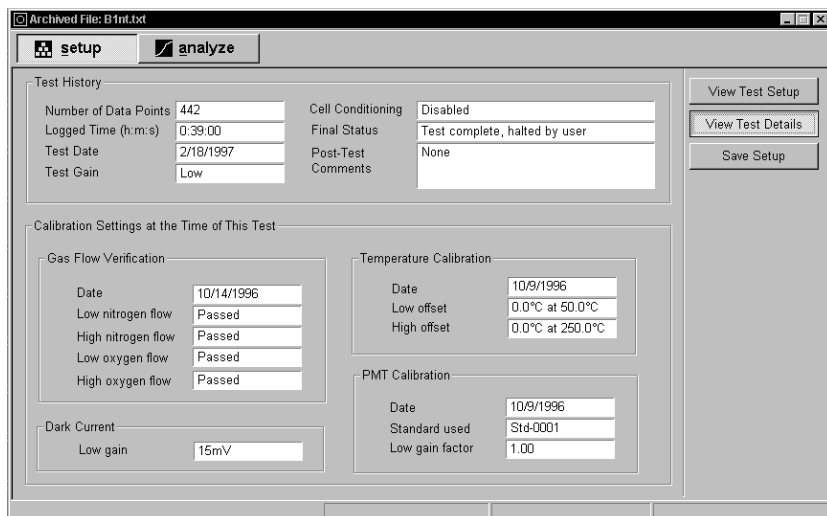 Archived File: B1nt.txt
setup
analyze
Test History
Number of Data Points 442
Logged Time (h:m:s) 0:39:00
Test Date 2/18/1997
Test Gain Low
Cell Conditioning Disabled
Final Status Test complete, halted by user
Post-Test None
Comments
View Test Setup
View Test Details
Save Setup
Calibration Settings at the Time of This Test
Gas Flow Verification
Date 10/14/1996
Low nitrogen flow Passed
High nitrogen flow Passed
Low oxygen flow Passed
High oxygen flow Passed
Dark Current
Low gain 15mV
Temperature Calibration
Date 10/9/1996
Low offset 0.0°C at 50.0°C
High offset 0.0°C at 250.0°C
PMT Calibration
Date 10/9/1996
Standard used Std-0001
Low gain factor 1.00